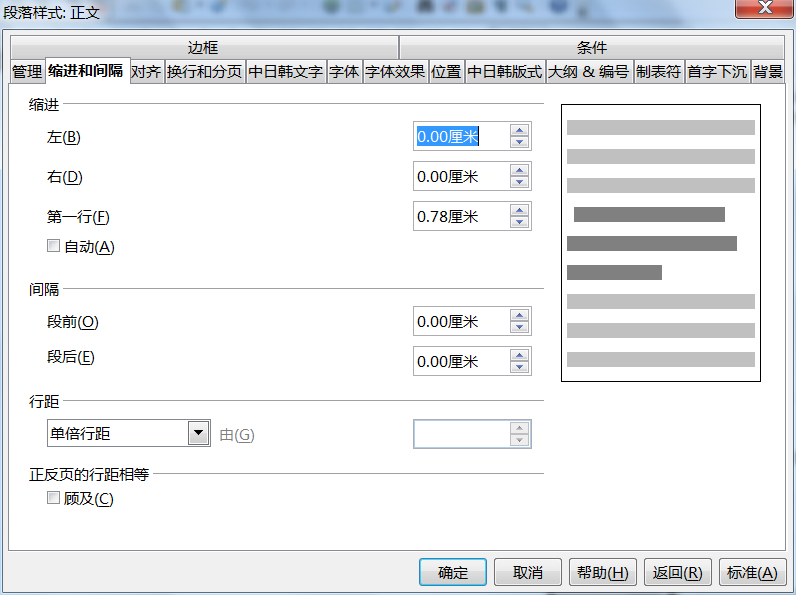 段落样式: 正文
边框 条件
管理 缩进和间隔 对齐 换行和分页 中日韩文字 字体 字体效果 位置 中日韩版式 大纲 & 编号 制表符 首字下沉 背景
缩进
左(B) 0.00厘米
右(D) 0.00厘米
第一行(F) 0.78厘米
自动(A)
间隔
段前(O) 0.00厘米
段后(E) 0.00厘米
行距
单倍行距 由(G)
正反页的行距相等
顾及(C)
确定 取消 帮助(H) 返回(R) 标准(A)